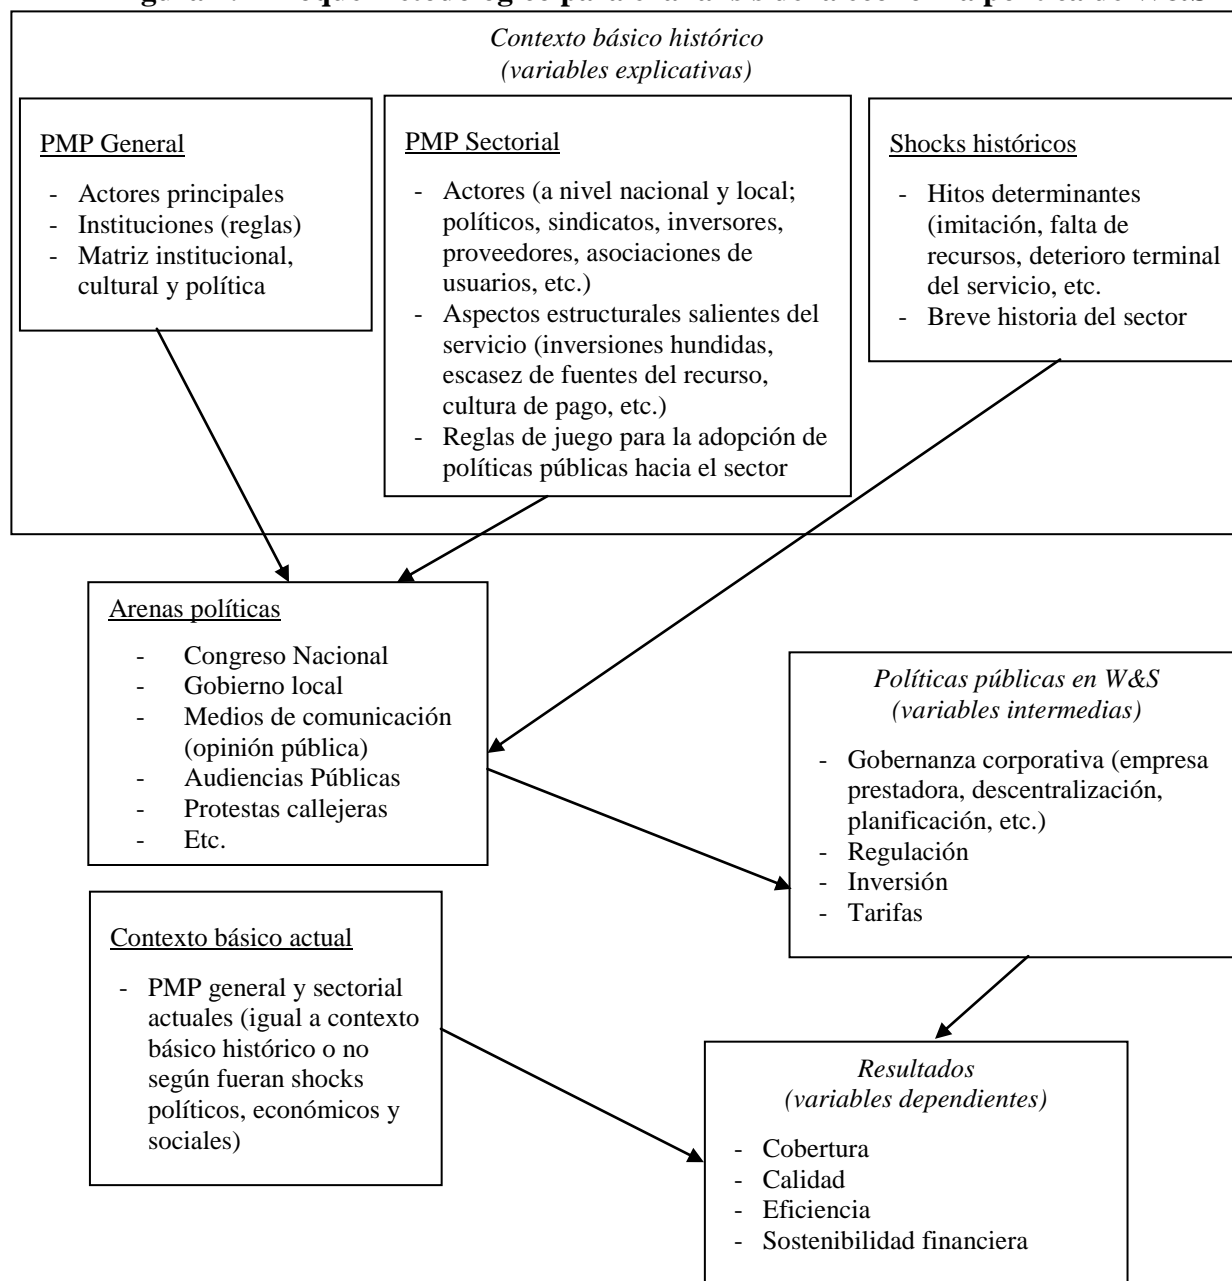 Contexto básico histórico
(variables explicativas)
PMP General
- Actores principales
- Instituciones (reglas)
- Matriz institucional,
cultural y política
PMP Sectorial
- Actores (a nivel nacional y local;
políticos, sindicatos, inversores,
proveedores, asociaciones de
usuarios, etc.)
- Aspectos estructurales salientes del
servicio (inversiones hundidas,
escasez de fuentes del recurso,
cultura de pago, etc.)
- Reglas de juego para la adopción de
políticas públicas hacia el sector
Shocks históricos
- Hitos determinantes
(imitación, falta de
recursos, deterioro terminal
del servicio, etc.
- Breve historia del sector
Arenas políticas
- Congreso Nacional
- Gobierno local
- Medios de comunicación
(opinión pública)
- Audiencias Públicas
- Protestas callejeras
- Etc.
Políticas públicas en W&S
(variables intermedias)
- Gobernanza corporativa (empresa
prestadora, descentralización,
planificación, etc.)
- Regulación
- Inversión
- Tarifas
Contexto básico actual
- PMP general y sectorial
actuales (igual a contexto
básico histórico o no
según fueran shocks
políticos, económicos y
sociales)
Resultados
(variables dependientes)
- Cobertura
- Calidad
- Eficiencia
- Sostenibilidad financiera